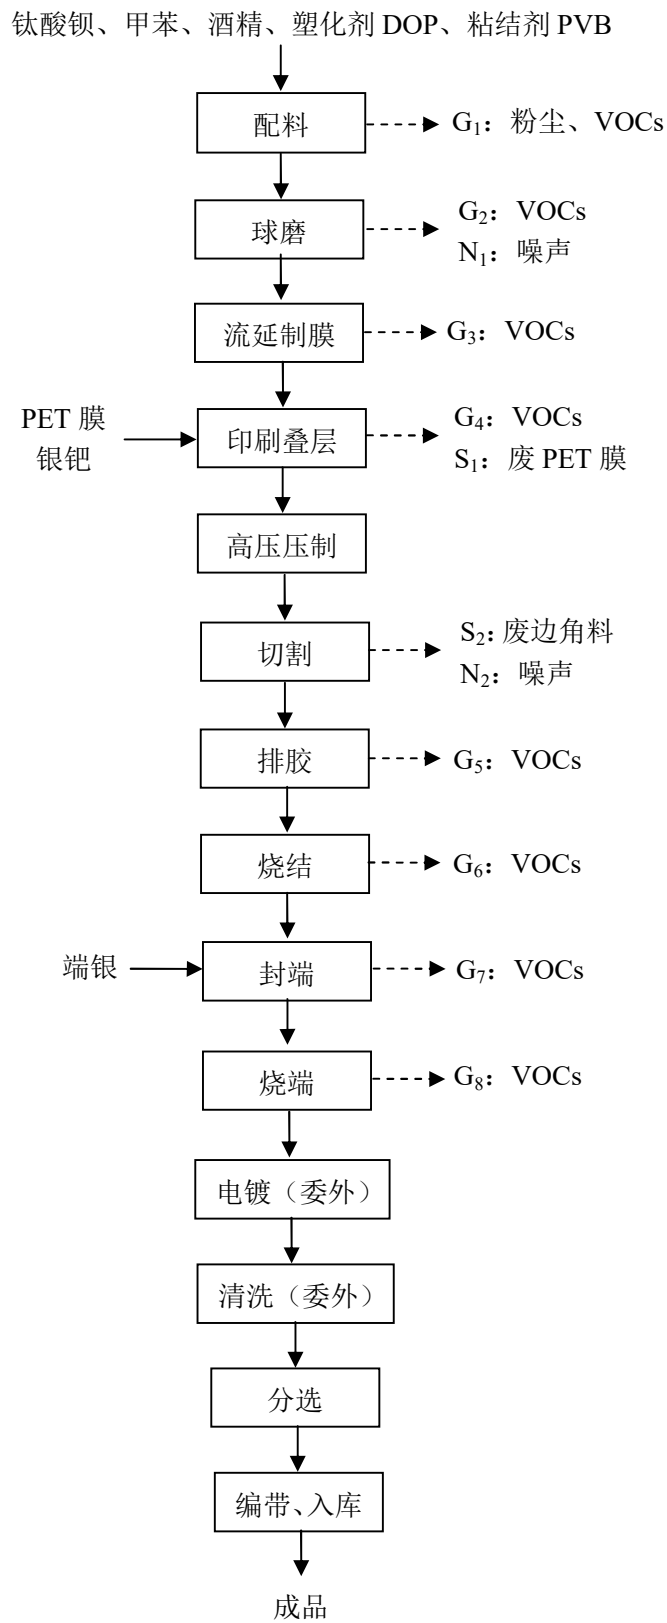 钛酸钡、甲苯、酒精、塑化剂 DOP、粘结剂 PVB
配料
G₁：粉尘、VOCs
球磨
G₂：VOCs
N₁：噪声
流延制膜
G₃：VOCs
PET 膜
银钯
印刷叠层
G₄：VOCs
S₁：废 PET 膜
高压压制
切割
S₂：废边角料
N₂：噪声
排胶
G₅：VOCs
烧结
G₆：VOCs
端银
封端
G₇：VOCs
烧端
G₈：VOCs
电镀（委外）
清洗（委外）
分选
编带、入库
成品